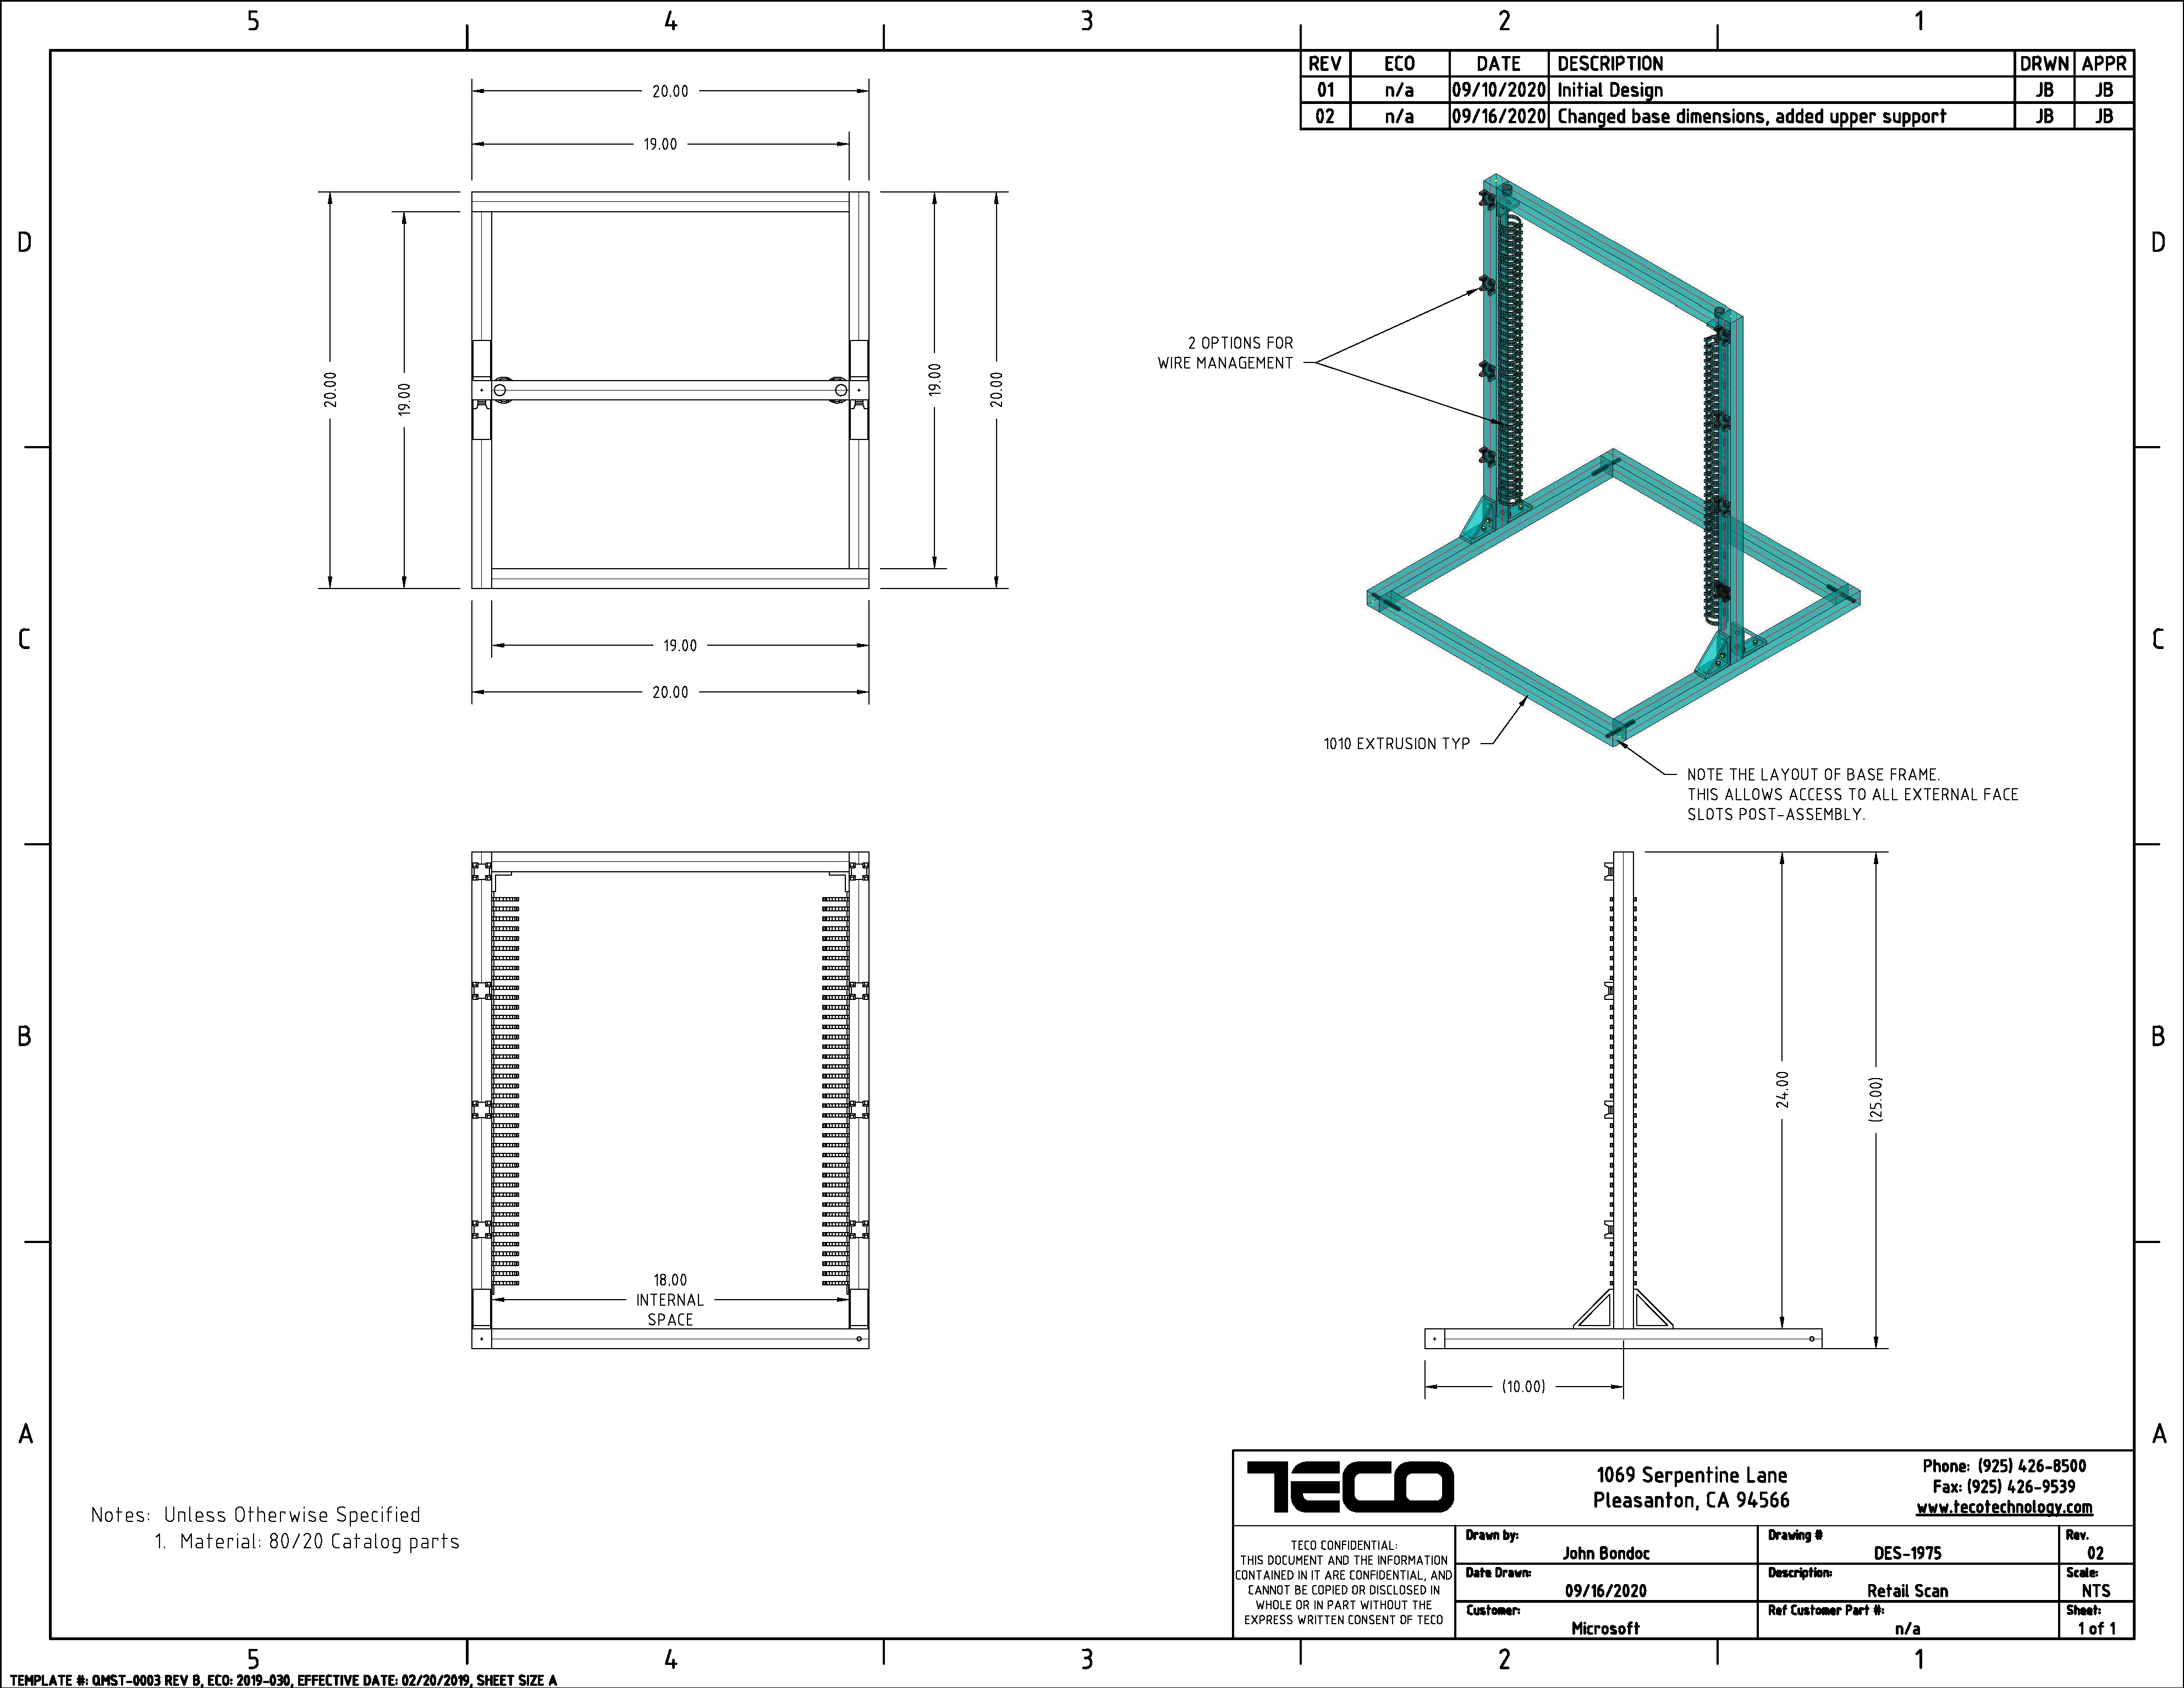 5 4 3 2 1
REV ECO DATE DESCRIPTION DRWN APPR
01 n/a 09/10/2020 Initial Design JB JB
02 n/a 09/16/2020 Changed base dimensions, added upper support JB JB
20.00
19.00
D D
20.00
19.00
19.00
20.00
2 OPTIONS FOR
WIRE MANAGEMENT
C C
19.00
20.00
1010 EXTRUSION TYP
NOTE THE LAYOUT OF BASE FRAME.
THIS ALLOWS ACCESS TO ALL EXTERNAL FACE
SLOTS POST-ASSEMBLY.
B B
24.00
(25.00)
18.00
INTERNAL
SPACE
(10.00)
A A
Notes: Unless Otherwise Specified
1. Material: 80/20 Catalog parts
TECO
1069 Serpentine Lane
Pleasanton, CA 94566
Phone: (925) 426-8500
Fax: (925) 426-9539
www.tecotechnology.com
TECO CONFIDENTIAL:
THIS DOCUMENT AND THE INFORMATION
CONTAINED IN IT ARE CONFIDENTIAL, AND
CANNOT BE COPIED OR DISCLOSED IN
WHOLE OR IN PART WITHOUT THE
EXPRESS WRITTEN CONSENT OF TECO
Drawn by:
John Bondoc
Drawing #
DES-1975
Rev.
02
Date Drawn:
09/16/2020
Description:
Retail Scan
Scale:
NTS
Customer:
Microsoft
Ref Customer Part #:
n/a
Sheet:
1 of 1
5 4 3 2 1
TEMPLATE #: QMST-0003 REV B, ECO: 2019-030, EFFECTIVE DATE: 02/20/2019, SHEET SIZE A